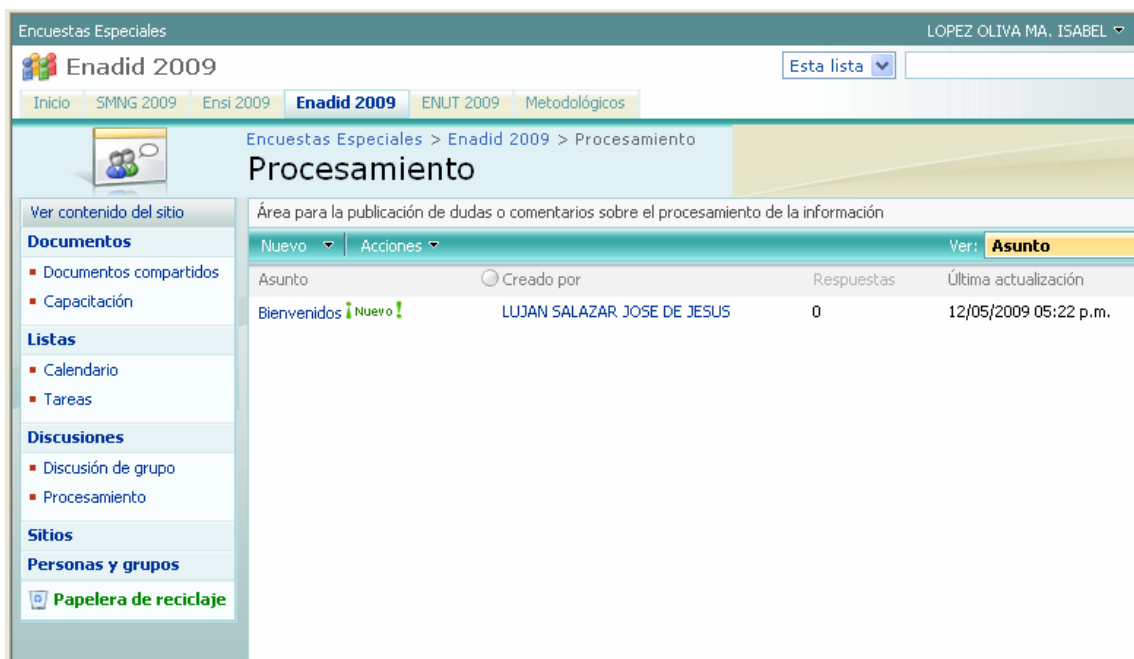 Encuestas Especiales LOPEZ OLIVA MA. ISABEL
Enadid 2009 Esta lista
Inicio SMNG 2009 Ensi 2009 Enadid 2009 ENUT 2009 Metodológicos
Encuestas Especiales > Enadid 2009 > Procesamiento
Procesamiento
Ver contenido del sitio
Documentos
Documentos compartidos
Capacitación
Listas
Calendario
Tareas
Discusiones
Discusión de grupo
Procesamiento
Sitios
Personas y grupos
Papelera de reciclaje
Área para la publicación de dudas o comentarios sobre el procesamiento de la información
Nuevo Acciones Ver: Asunto
Asunto Creado por Respuestas Última actualización
Bienvenidos ¡Nuevo! LUJAN SALAZAR JOSE DE JESUS 0 12/05/2009 05:22 p.m.